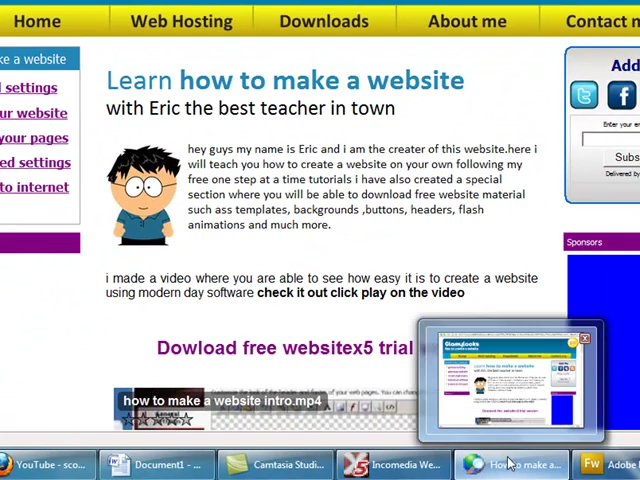 Home Web Hosting Downloads About me Contact m
ke a website
d settings
ur website
your pages
ed settings
to internet
Learn how to make a website
with Eric the best teacher in town
hey guys my name is Eric and i am the creater of this website.here i
will teach you how to create a website on your own following my
free one step at a time tutorials i have also created a special
section where you will be able to download free website material
such ass templates, backgrounds ,buttons, headers, flash
animations and much more.
i made a video where you are able to see how easy it is to create a website
using modern day software check it out click play on the video
Dowload free websitex5 trial
how to make a website intro.mp4
Add
Enter your em
Subs
Delivered by
Sponsors
Glamylooks
YouTube - sco...
Document1 - ...
Camtasia Studi...
Incomedia We...
How to make a...
Adobe